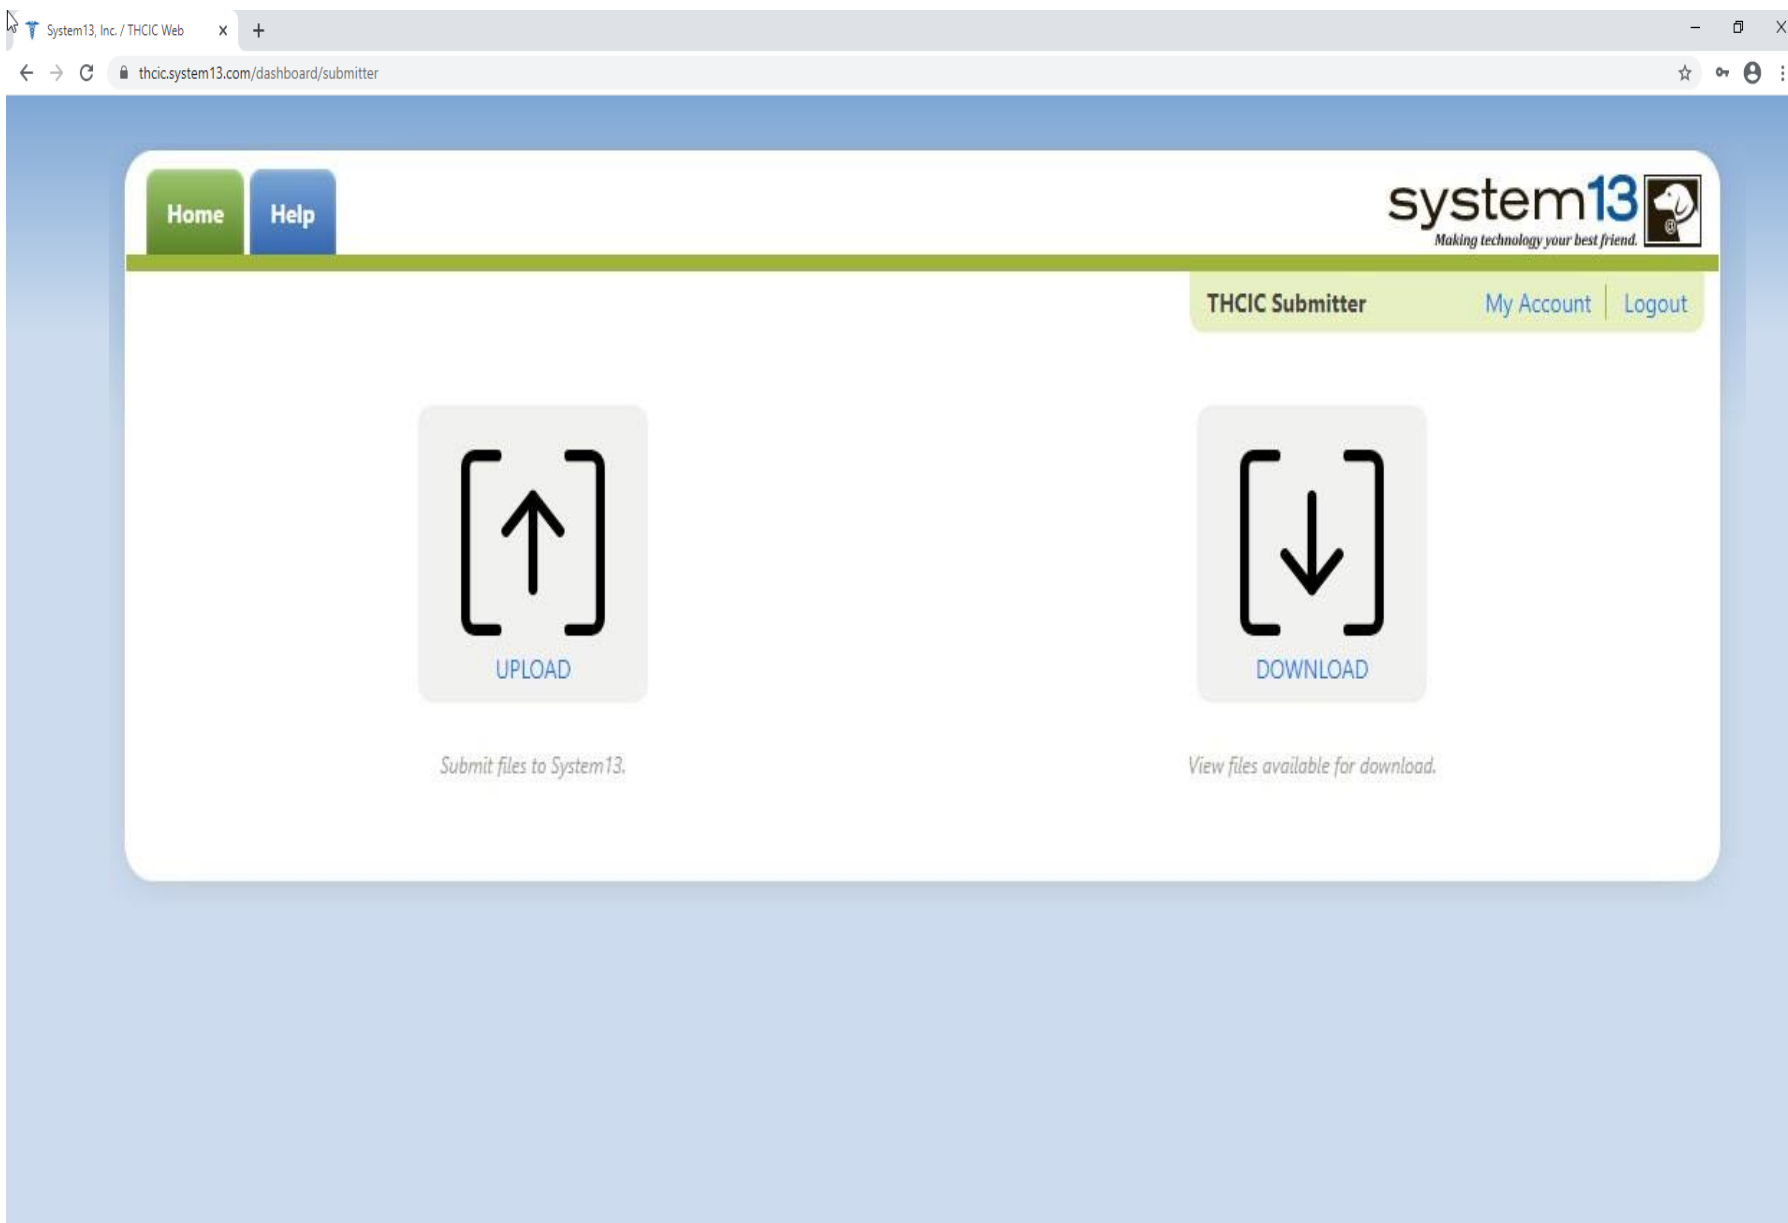 System13, Inc. / THCIC Web
thcic.system13.com/dashboard/submitter
Home
Help
system13
Making technology your best friend.
@
THCIC Submitter
My Account
Logout
UPLOAD
DOWNLOAD
Submit files to System13.
View files available for download.